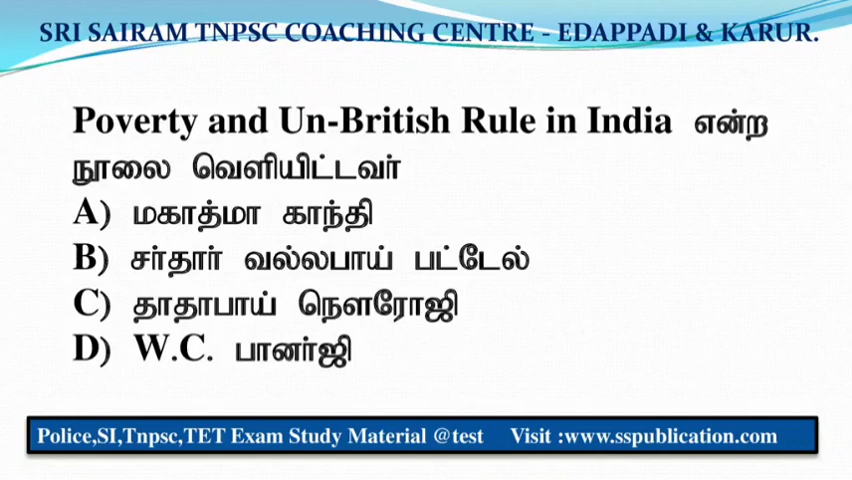 SRI SAIRAM TNPSC COACHING CENTRE - EDAPPADI & KARUR.
Poverty and Un-British Rule in India என்ற
நூலை வெளியிட்டவர்
A) மகாத்மா காந்தி
B) சர்தார் வல்லபாய் பட்டேல்
C) தாதாபாய் நௌரோஜி
D) W.C. பானர்ஜி
Police,SI,Tnpsc,TET Exam Study Material @test Visit :www.sspublication.com